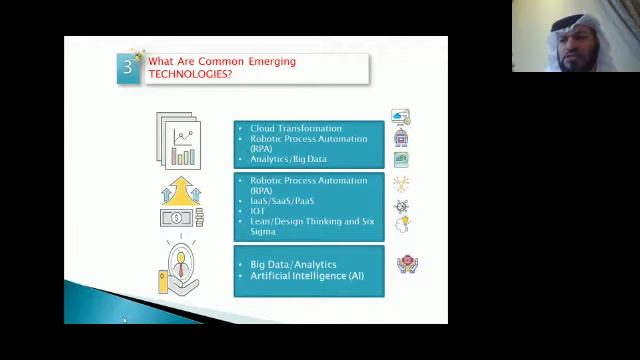 3
What Are Common Emerging
TECHNOLOGIES?
• Cloud Transformation
• Robotic Process Automation
(RPA)
• Analytics/Big Data
• Robotic Process Automation
(RPA)
• IaaS/SaaS/PaaS
• IOT
• Lean/Design Thinking and Six
Sigma
• Big Data/Analytics
• Artificial Intelligence (AI)